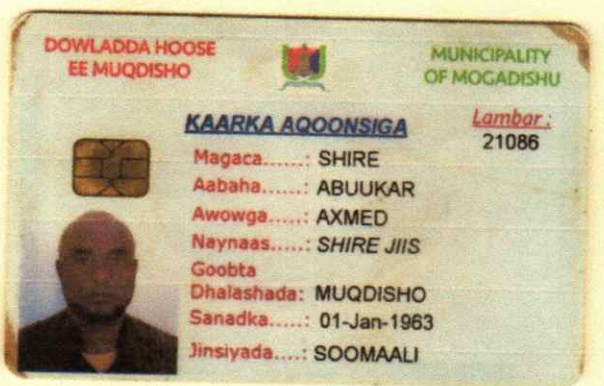 DOWLADDA HOOSE
EE MUQDISHO
MUNICIPALITY
OF MOGADISHU
KAARKA AQOONSIGA
Lambar:
21086
Magaca......: SHIRE
Aabaha......: ABUUKAR
Awowga.....: AXMED
Naynaas.....: SHIRE JIIS
Goobta
Dhalashada: MUQDISHO
Sanadka.....: 01-Jan-1963
Jinsiyada....: SOOMAALI